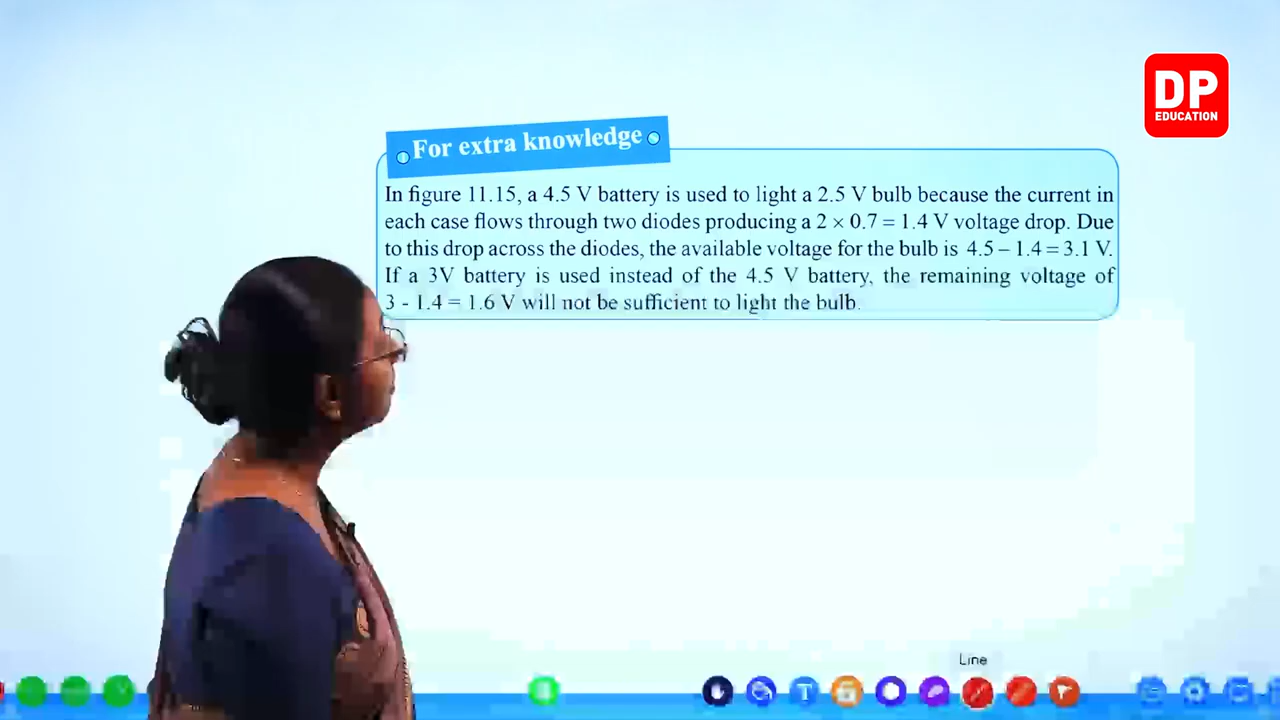 DP
EDUCATION
For extra knowledge
In figure 11.15, a 4.5 V battery is used to light a 2.5 V bulb because the current in
each case flows through two diodes producing a 2 × 0.7 = 1.4 V voltage drop. Due
to this drop across the diodes, the available voltage for the bulb is 4.5 – 1.4 = 3.1 V.
If a 3V battery is used instead of the 4.5 V battery, the remaining voltage of
3 - 1.4 = 1.6 V will not be sufficient to light the bulb.
Line